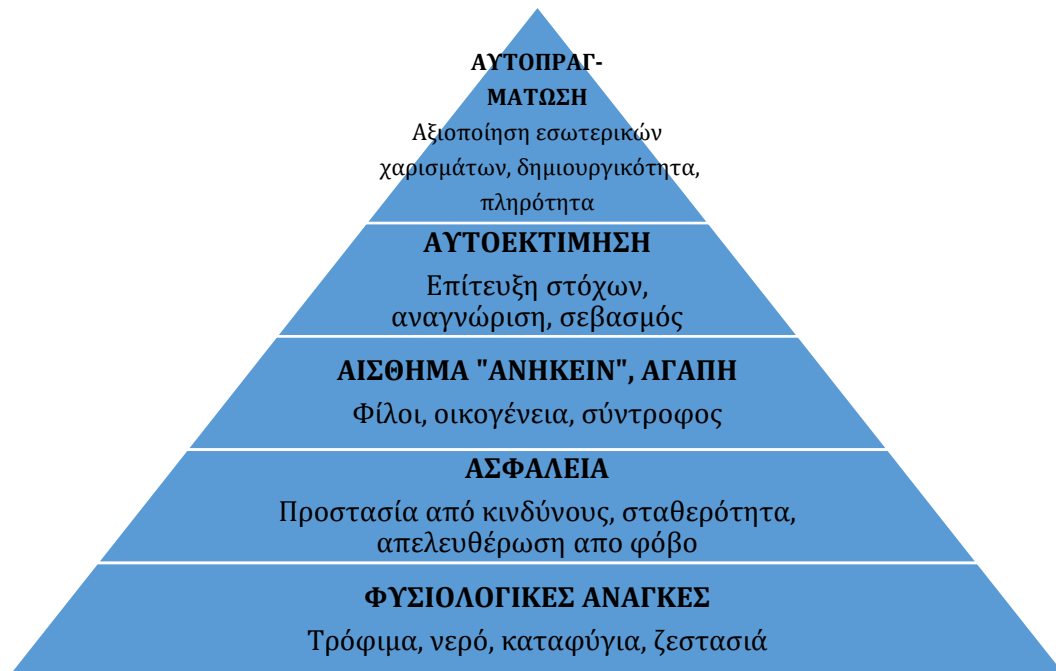 ΑΥΤΟΠΡΑΓ-
ΜΑΤΩΣΗ
Αξιοποίηση εσωτερικών
χαρισμάτων, δημιουργικότητα,
πληρότητα
ΑΥΤΟΕΚΤΙΜΗΣΗ
Επίτευξη στόχων,
αναγνώριση, σεβασμός
ΑΙΣΘΗΜΑ "ΑΝΗΚΕΙΝ", ΑΓΑΠΗ
Φίλοι, οικογένεια, σύντροφος
ΑΣΦΑΛΕΙΑ
Προστασία από κινδύνους, σταθερότητα,
απελευθέρωση απο φόβο
ΦΥΣΙΟΛΟΓΙΚΕΣ ΑΝΑΓΚΕΣ
Τρόφιμα, νερό, καταφύγια, ζεστασιά